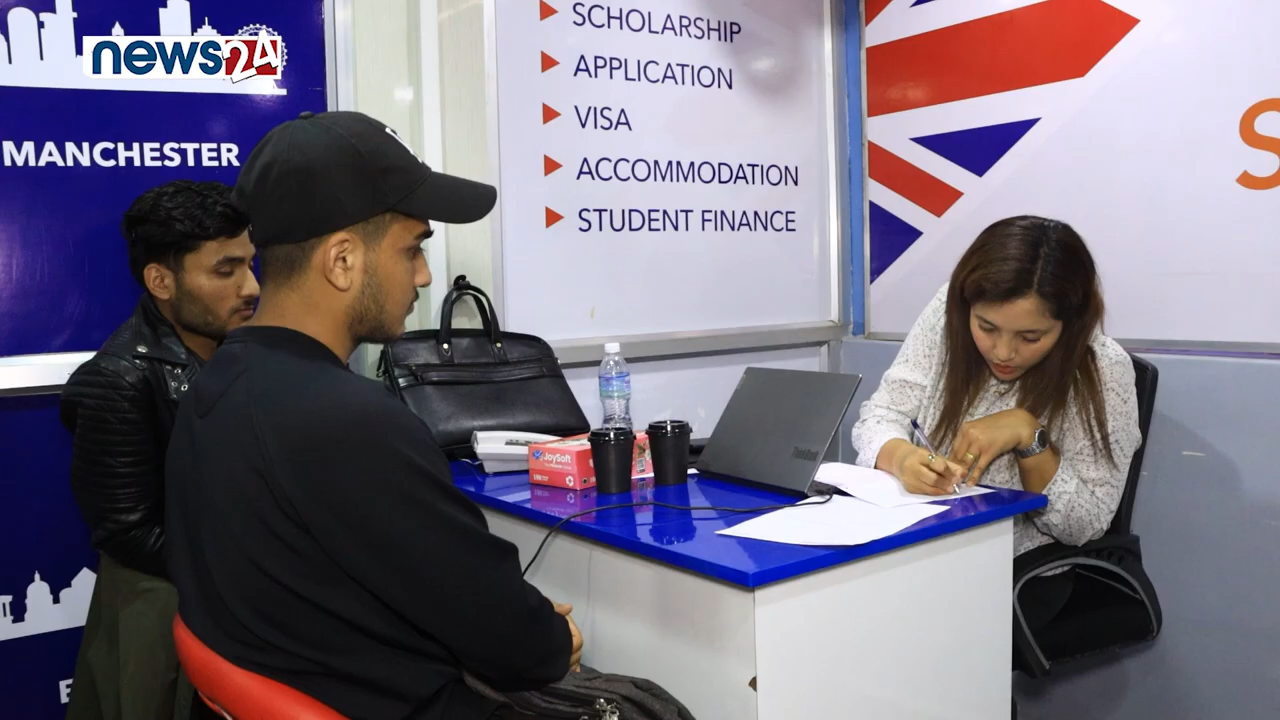 news24
MANCHESTER
SCHOLARSHIP
APPLICATION
VISA
ACCOMMODATION
STUDENT FINANCE
S
JoySoft
E